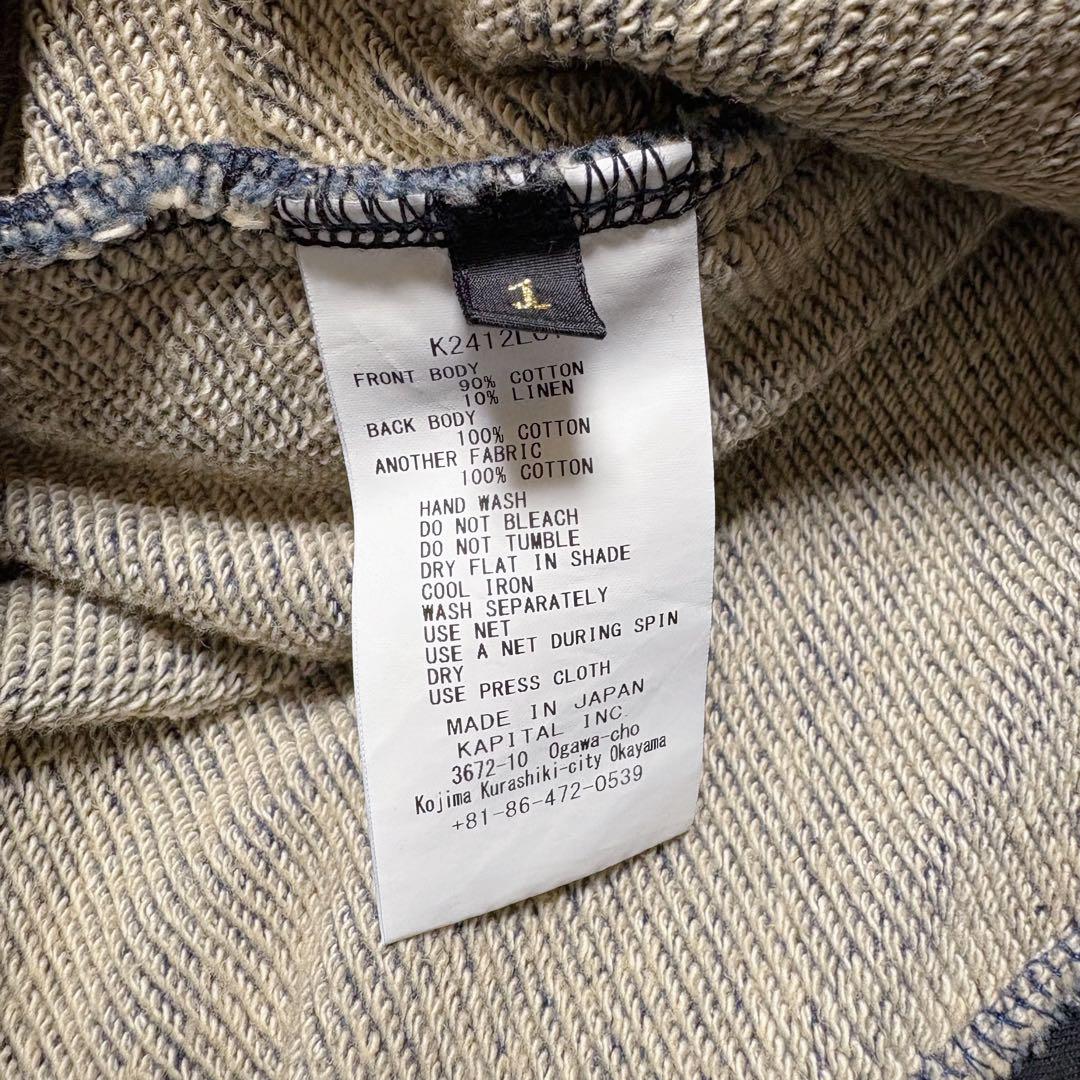 1
FRONT BODY
90% COTTON
10% LINEN
BACK BODY
100% COTTON
ANOTHER FABRIC
100% COTTON
HAND WASH
DO NOT BLEACH
DO NOT TUMBLE
DRY FLAT IN SHADE
COOL IRON
WASH SEPARATELY
USE NET
USE A NET DURING SPIN
DRY
USE PRESS CLOTH
MADE IN JAPAN
KAPITAL INC.
3672-10 Ogawa-cho
Kojima Kurashiki-city Okayama
+81-86-472-0539